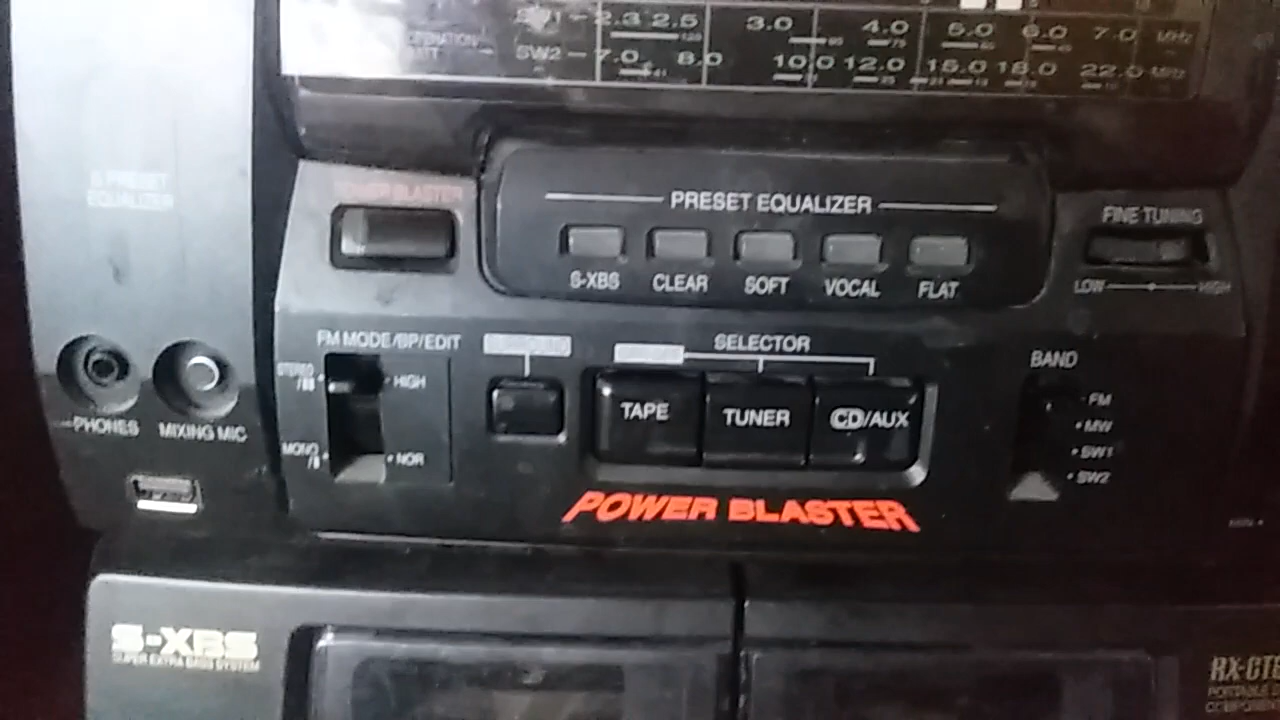 SW1 2.3 2.5 3.0 4.0 5.0 6.0 7.0 MHz
OPERATION
BATT
SW2 7.0 8.0 10.0 12.0 15.0 18.0 22.0 MHz
5 PRESET
EQUALIZER
POWER BLASTER
PRESET EQUALIZER
S-XBS CLEAR SOFT VOCAL FLAT
FINE TUNING
LOW HIGH
FM MODE/BP/EDIT
STEREO HIGH
MONO NOR
SELECTOR
TAPE TUNER CD/AUX
BAND
FM
MW
SW1
SW2
PHONES MIXING MIC
POWER BLASTER
S-XBS
SUPER EXTRA BASS SYSTEM
PORTABLE